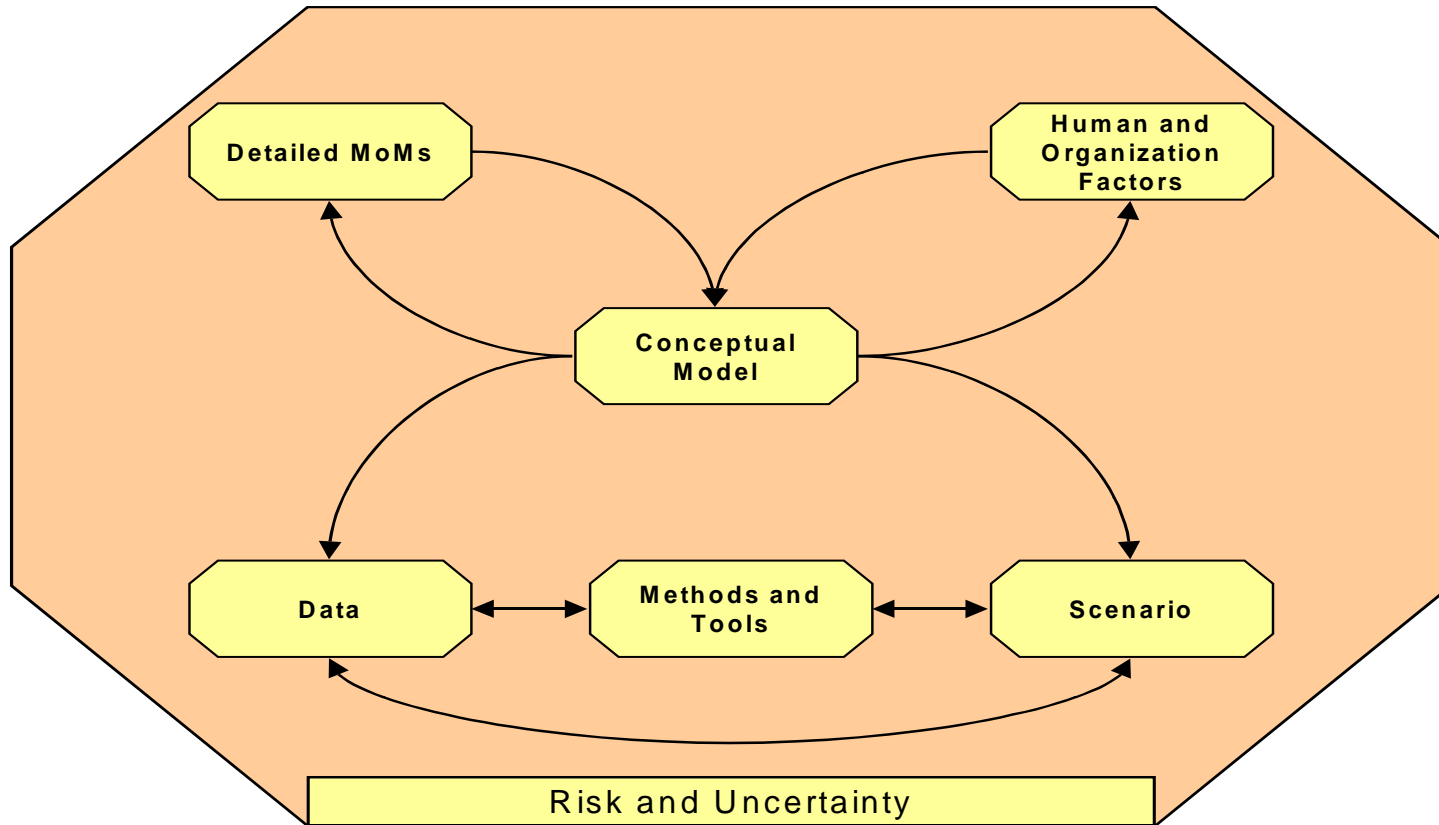 Detailed MoMs
Human and
Organization
Factors
Conceptual
Model
Data
Methods and
Tools
Scenario
Risk and Uncertainty